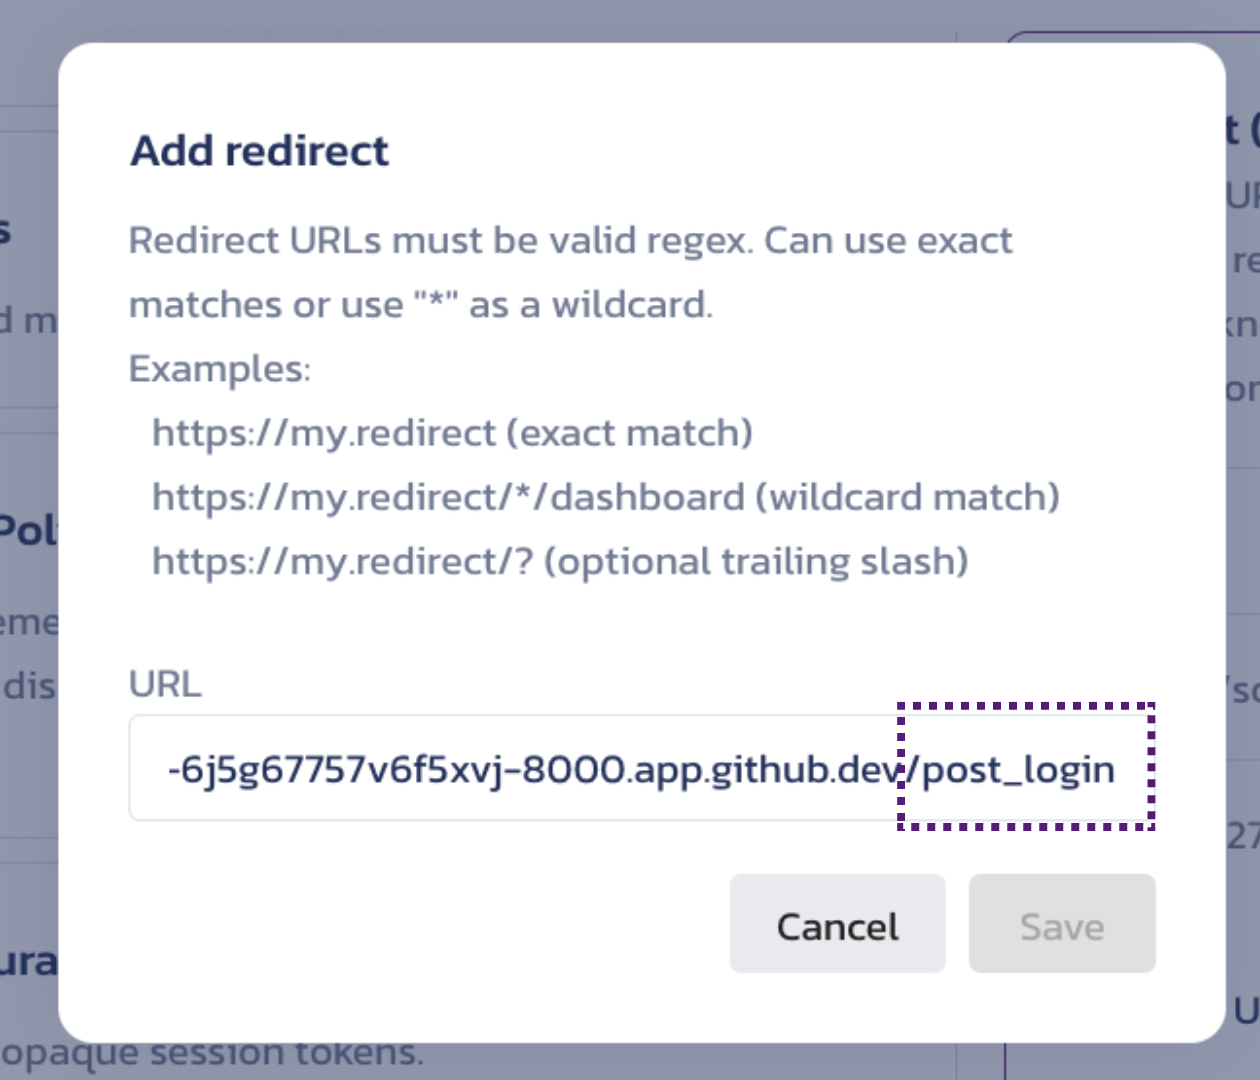 Add redirect
Redirect URLs must be valid regex. Can use exact
matches or use "*" as a wildcard.
Examples:
https://my.redirect (exact match)
https://my.redirect/*/dashboard (wildcard match)
https://my.redirect/? (optional trailing slash)
URL
-6j5g67757v6f5xvj-8000.app.github.dev/post_login
Cancel
Save
opaque session tokens.